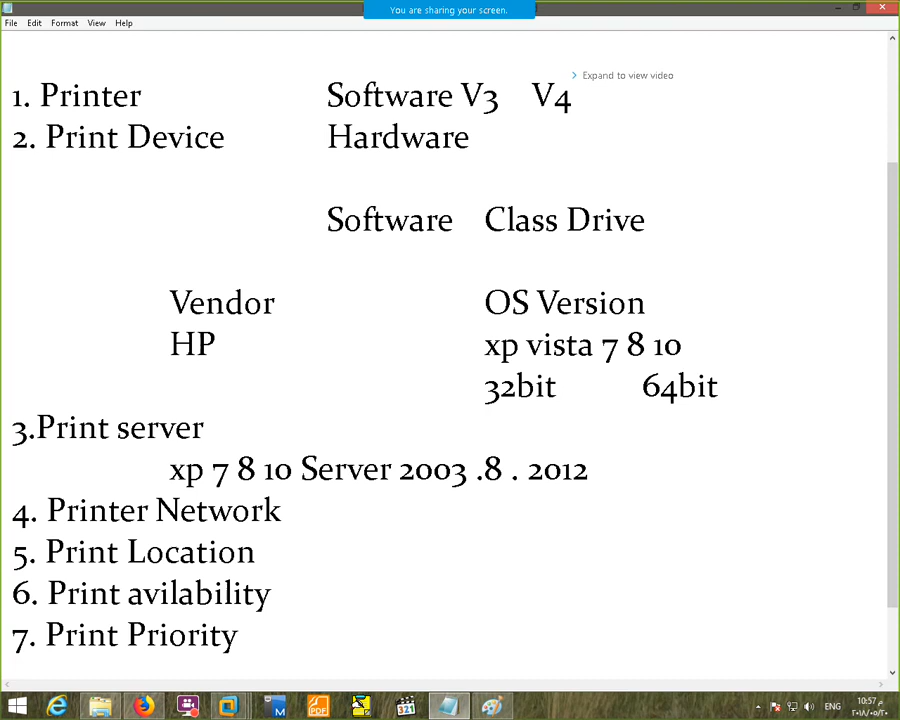 You are sharing your screen.
File Edit Format View Help
Expand to view video
1. Printer Software V3 V4
2. Print Device Hardware
Software Class Drive
Vendor OS Version
HP xp vista 7 8 10
32bit 64bit
3.Print server
xp 7 8 10 Server 2003 .8 . 2012
4. Printer Network
5. Print Location
6. Print avilability
7. Print Priority
ENG 10:57 م
٢٠١٨/٠٥/٢٠